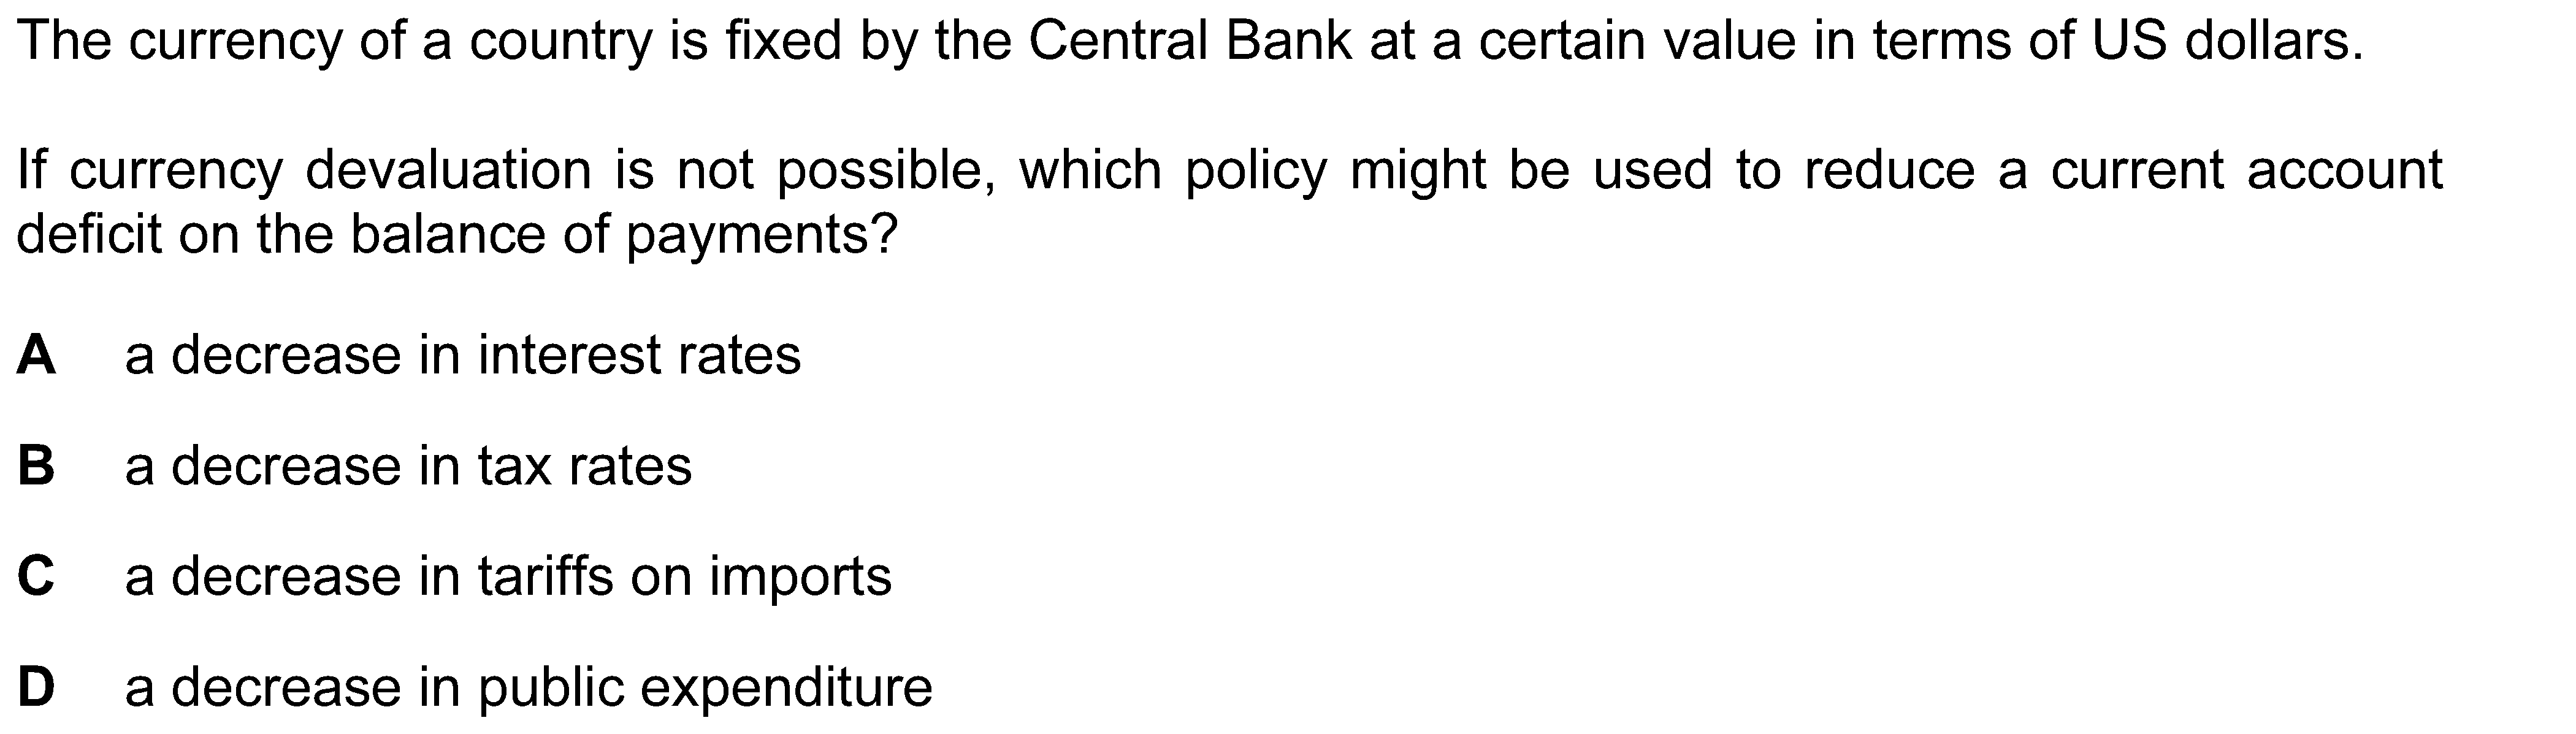 The currency of a country is fixed by the Central Bank at a certain value in terms of US dollars.
If currency devaluation is not possible, which policy might be used to reduce a current account
deficit on the balance of payments?
A a decrease in interest rates
B a decrease in tax rates
C a decrease in tariffs on imports
D a decrease in public expenditure